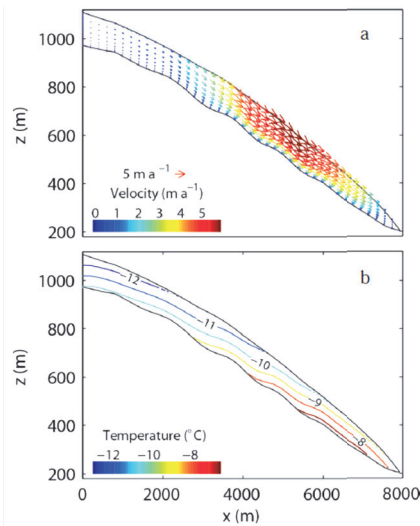 a
1000
800
600
400
200
z (m)
5 m a⁻¹
Velocity (m a⁻¹)
0 1 2 3 4 5
b
1000
800
600
400
200
z (m)
−12
−11
−10
−9
−8
Temperature (°C)
−12 −10 −8
0 2000 4000 6000 8000
x (m)